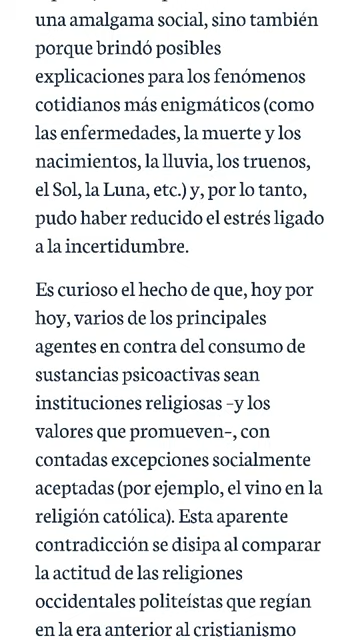 una amalgama social, sino también
porque brindó posibles
explicaciones para los fenómenos
cotidianos más enigmáticos (como
las enfermedades, la muerte y los
nacimientos, la lluvia, los truenos,
el Sol, la Luna, etc.) y, por lo tanto,
pudo haber reducido el estrés ligado
a la incertidumbre.
Es curioso el hecho de que, hoy por
hoy, varios de los principales
agentes en contra del consumo de
sustancias psicoactivas sean
instituciones religiosas –y los
valores que promueven–, con
contadas excepciones socialmente
aceptadas (por ejemplo, el vino en la
religión católica). Esta aparente
contradicción se disipa al comparar
la actitud de las religiones
occidentales politeístas que regían
en la era anterior al cristianismo